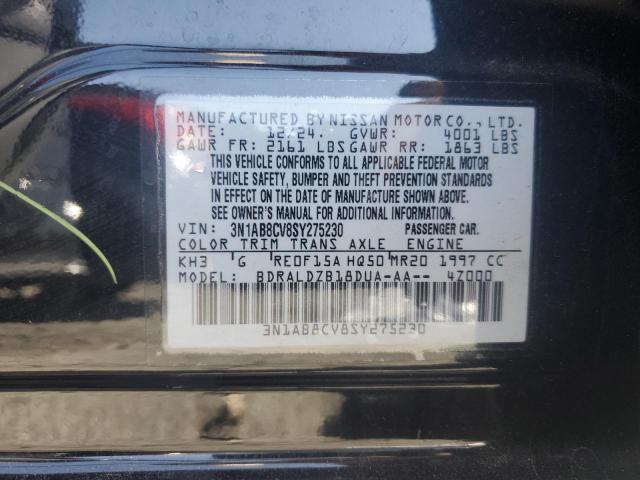 MANUFACTURED BY NISSAN MOTOR CO., LTD.
DATE: 12/24. GVWR: 4001 LBS
GAWR FR: 2161 LBS GAWR RR: 1863 LBS
THIS VEHICLE CONFORMS TO ALL APPLICABLE FEDERAL MOTOR
VEHICLE SAFETY, BUMPER AND THEFT PREVENTION STANDARDS
IN EFFECT ON THE DATE OF MANUFACTURE SHOWN ABOVE.
SEE OWNER'S MANUAL FOR ADDITIONAL INFORMATION.
VIN: 3N1AB8CV8SY275230 PASSENGER CAR.
COLOR TRIM TRANS AXLE ENGINE
KH3 G RE0F15A HQ50 MR20 1997 CC
MODEL: BDRALDZB18DUA-AA-- 4Z000
3N1AB8CV8SY275230